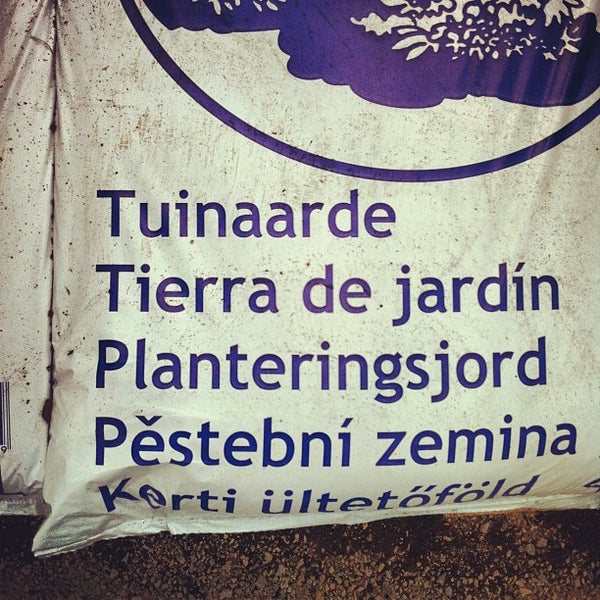 Tuinaarde
Tierra de jardín
Planteringsjord
Pěstební zemina
Kerti ültetőföld